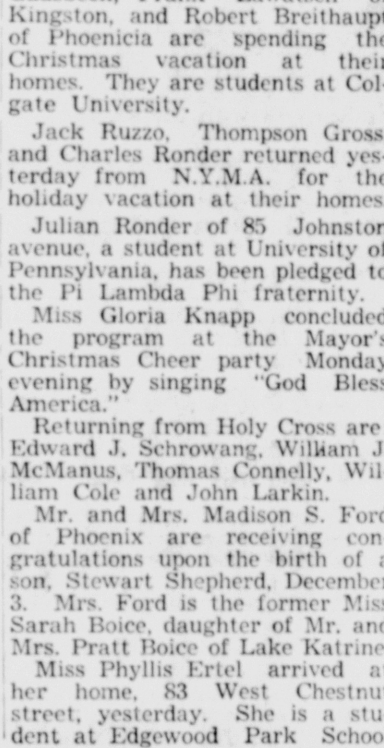 Kingston, and Robert Breithaupt
of Phoenicia are spending the
Christmas vacation at their
homes. They are students at Col-
gate University.
Jack Ruzzo, Thompson Gross
and Charles Ronder returned yes-
terday from N.Y.M.A. for the
holiday vacation at their homes
Julian Ronder of 85 Johnston
avenue, a student at University of
Pennsylvania, has been pledged to
the Pi Lambda Phi fraternity.
Miss Gloria Knapp concluded
the program at the Mayor's
Christmas Cheer party Monday
evening by singing "God Bless
America."
Returning from Holy Cross are
Edward J. Schrowang, William J
McManus, Thomas Connelly, Wil-
liam Cole and John Larkin.
Mr. and Mrs. Madison S. Ford
of Phoenix are receiving con-
gratulations upon the birth of a
son, Stewart Shepherd, December
3. Mrs. Ford is the former Miss
Sarah Boice, daughter of Mr. and
Mrs. Pratt Boice of Lake Katrine
Miss Phyllis Ertel arrived at
her home, 83 West Chestnut
street, yesterday. She is a stu-
dent at Edgewood Park School